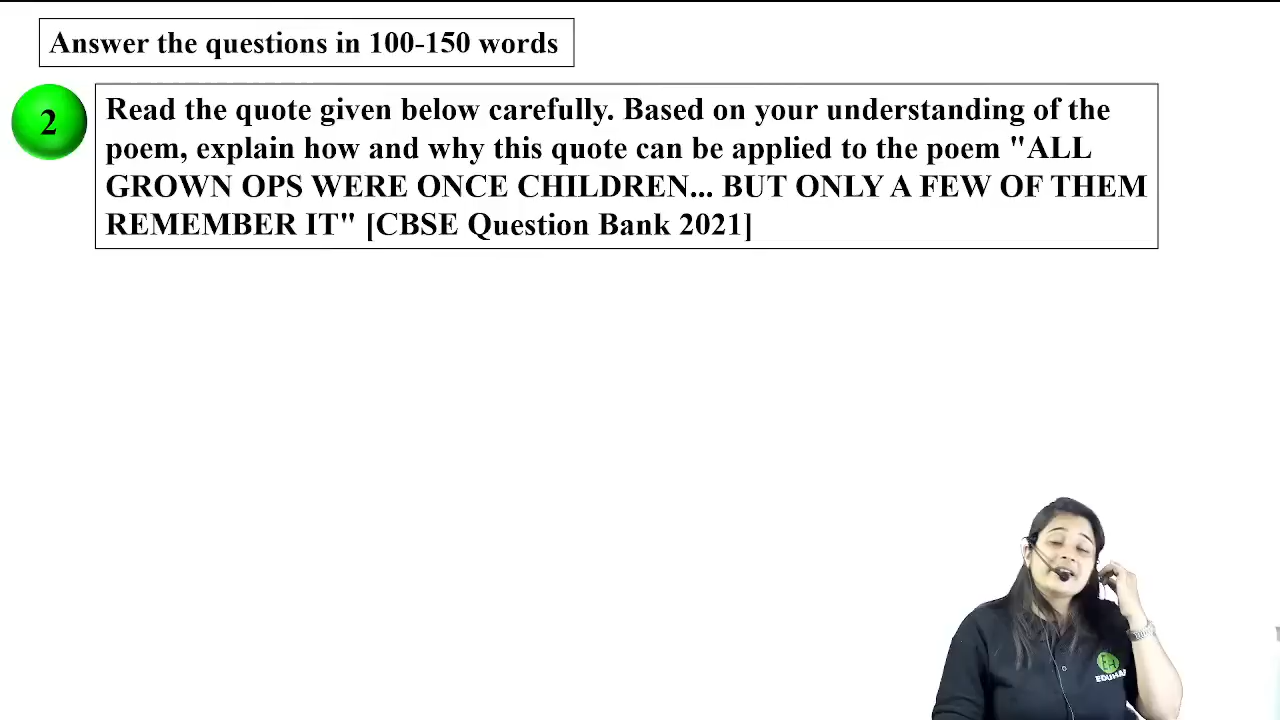 Answer the questions in 100-150 words
2
Read the quote given below carefully. Based on your understanding of the
poem, explain how and why this quote can be applied to the poem "ALL
GROWN OPS WERE ONCE CHILDREN... BUT ONLY A FEW OF THEM
REMEMBER IT" [CBSE Question Bank 2021]